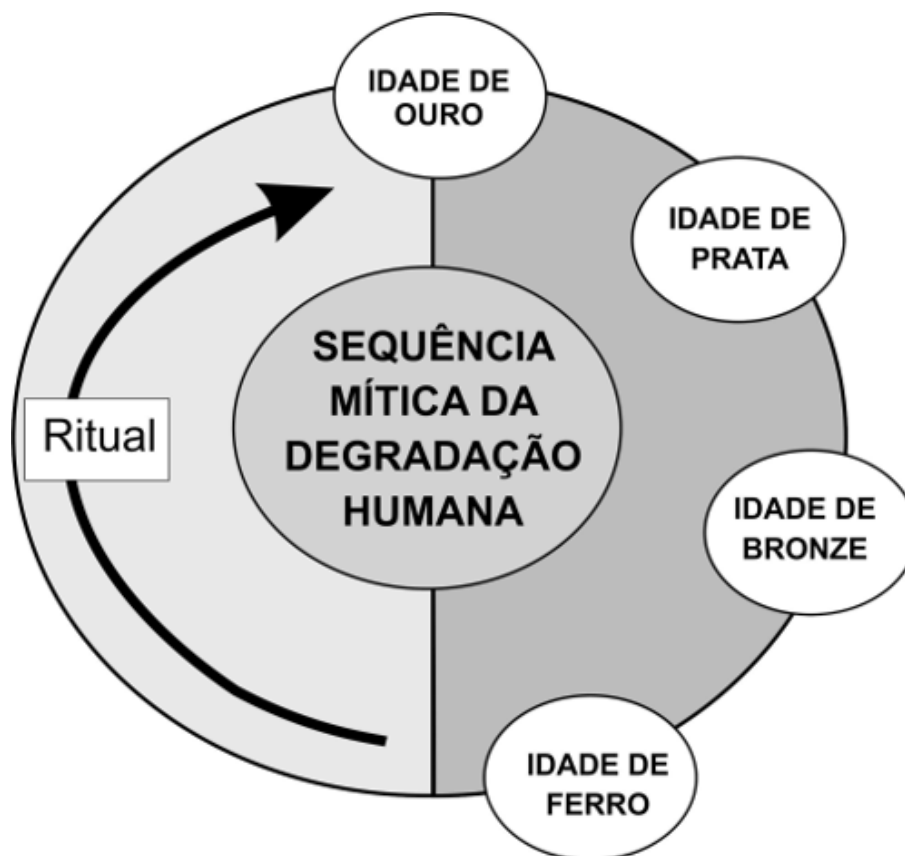 IDADE DE
OURO
IDADE DE
PRATA
SEQUÊNCIA
MÍTICA DA
DEGRADAÇÃO
HUMANA
Ritual
IDADE DE
BRONZE
IDADE DE
FERRO